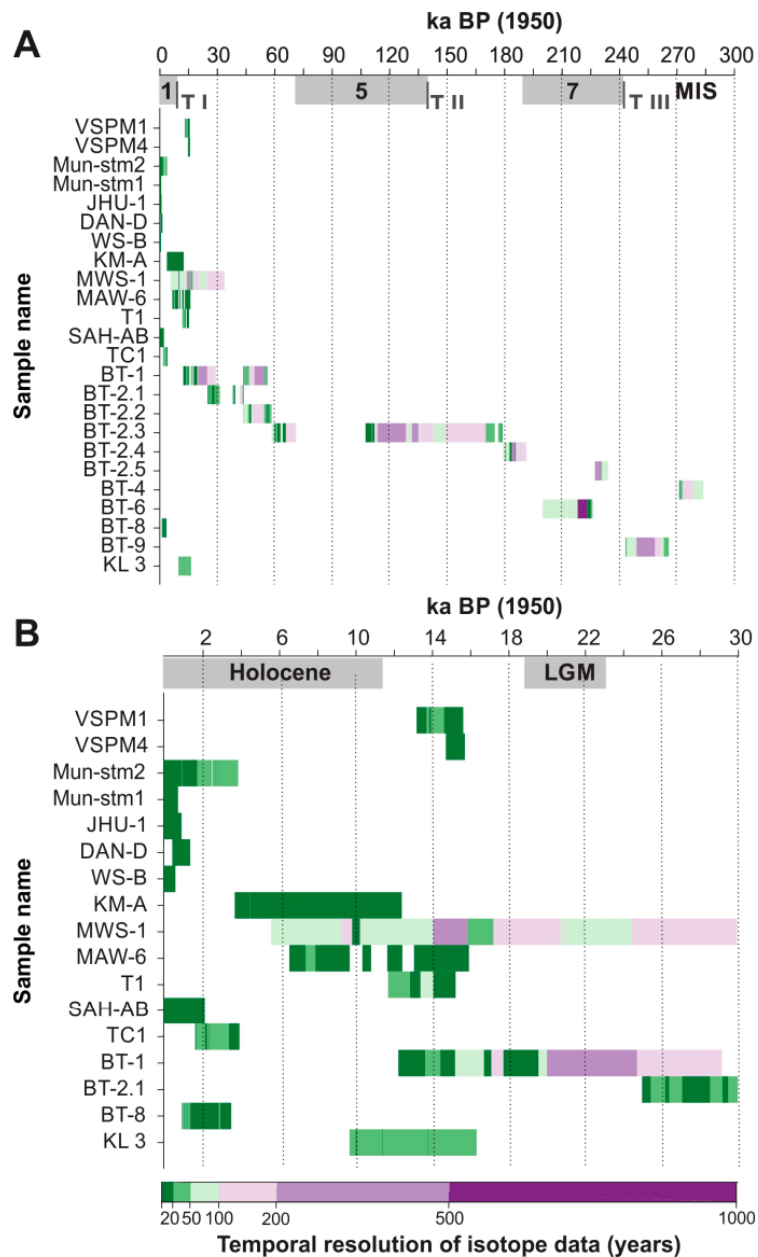 ka BP (1950)
A
0 30 60 90 120 150 180 210 240 270 300
1 5 7 MIS
T I T II T III
VSPM1
VSPM4
Mun-stm2
Mun-stm1
JHU-1
DAN-D
WS-B
KM-A
MWS-1
MAW-6
T1
SAH-AB
TC1
BT-1
BT-2.1
BT-2.2
BT-2.3
BT-2.4
BT-2.5
BT-4
BT-6
BT-8
BT-9
KL 3
Sample name
B
ka BP (1950)
2 6 10 14 18 22 26 30
Holocene LGM
VSPM1
VSPM4
Mun-stm2
Mun-stm1
JHU-1
DAN-D
WS-B
KM-A
MWS-1
MAW-6
T1
SAH-AB
TC1
BT-1
BT-2.1
BT-8
KL 3
Sample name
20 50 100 200 500 1000
Temporal resolution of isotope data (years)